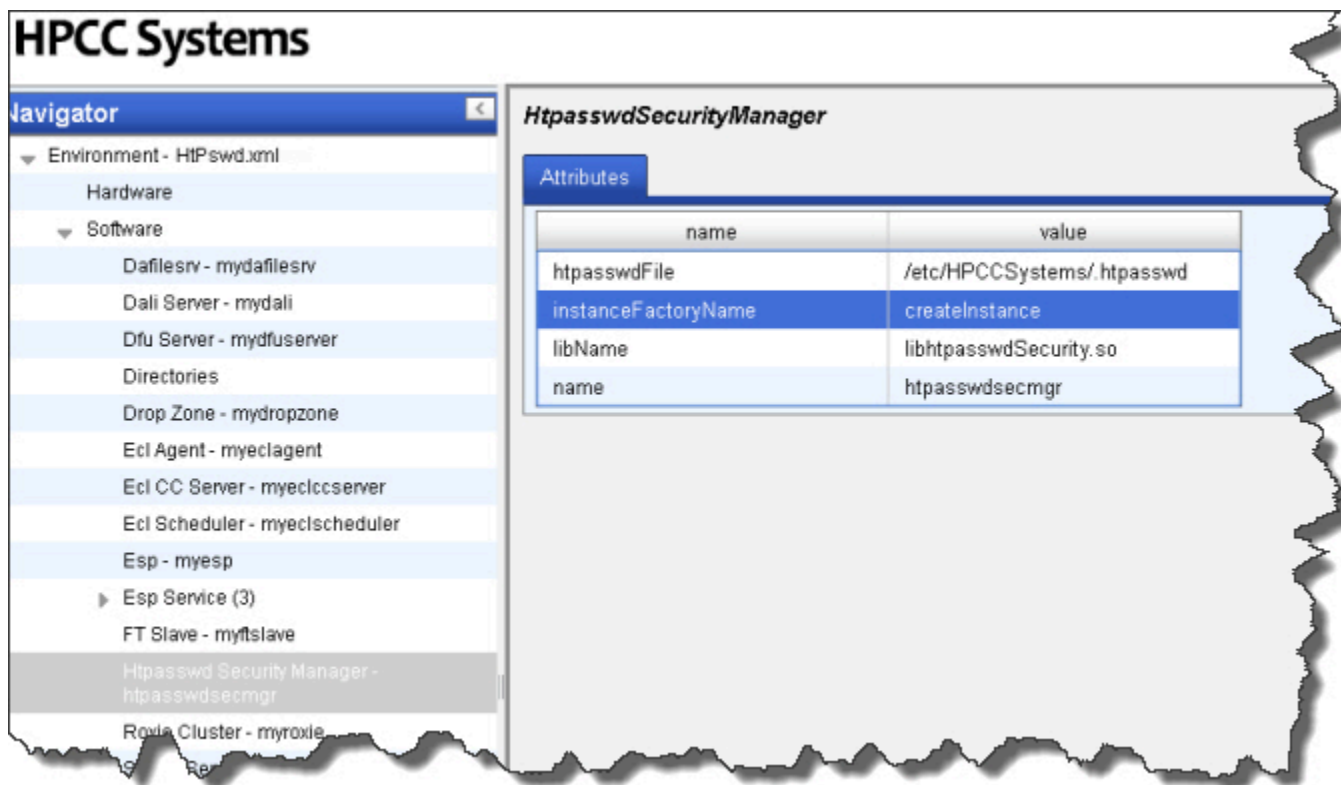 HPCC Systems
Navigator
Environment - HtPswd.xml
Hardware
Software
Dafilesrv - mydafilesrv
Dali Server - mydali
Dfu Server - mydfuserver
Directories
Drop Zone - mydropzone
Ecl Agent - myeclagent
Ecl CC Server - myeclccserver
Ecl Scheduler - myeclscheduler
Esp - myesp
Esp Service (3)
FT Slave - myftslave
Htpasswd Security Manager -
htpasswdsecmgr
Roxie Cluster - myroxie
HtpasswdSecurityManager
Attributes
name value
htpasswdFile /etc/HPCCSystems/.htpasswd
instanceFactoryName createInstance
libName libhtpasswdSecurity.so
name htpasswdsecmgr